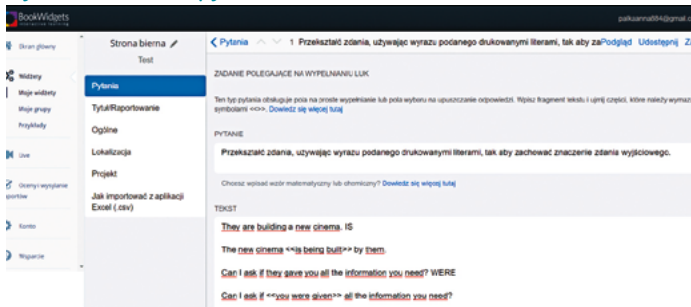 BookWidgets
Ekran główny
Widżety
Moje widżety
Moje grupy
Przykłady
Live
Oceny i wysyłanie
Konto
Wsparcie
Strona bierna
Test
Pytania
Tytuł/Raportowanie
Ogólne
Lokalizacja
Projekt
Jak importować z aplikacji
Excel (.csv)
Pytania 1 Przekształć zdania, używając wyrazu podanego drukowanymi literami, tak aby za Podgląd Udostępnij
ZADANIE POLEGAJĄCE NA WYPEŁNIANIU LUK
Ten typ pytania obsługuje pola na proste wypełnianie lub pola wyboru na upuszczanie odpowiedzi. Wpisz fragment tekstu i ujmij części, które należy
symbolami <<>>. Dowiedz się więcej tutaj
PYTANIE
Przekształć zdania, używając wyrazu podanego drukowanymi literami, tak aby zachować znaczenie zdania wyjściowego.
Chcesz wpisać wzór matematyczny lub chemiczny? Dowiedz się więcej tutaj
TEKST
They are building a new cinema. IS
The new cinema <<is being built>> by them.
Can I ask if they gave you all the information you need? WERE
Can I ask if <<you were given>> all the information you need?